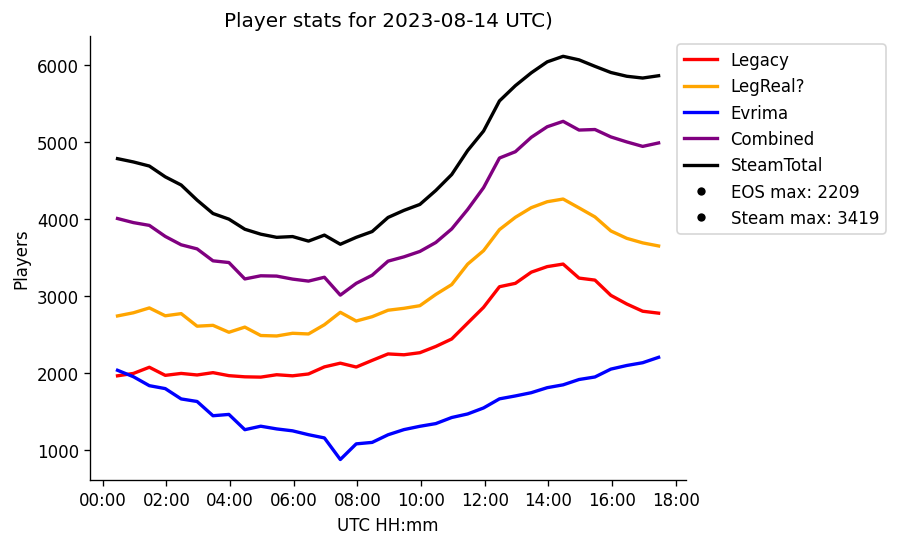 Player stats for 2023-08-14 UTC)
Players
6000
5000
4000
3000
2000
1000
00:00 02:00 04:00 06:00 08:00 10:00 12:00 14:00 16:00 18:00
UTC HH:mm
Legacy
LegReal?
Evrima
Combined
SteamTotal
EOS max: 2209
Steam max: 3419